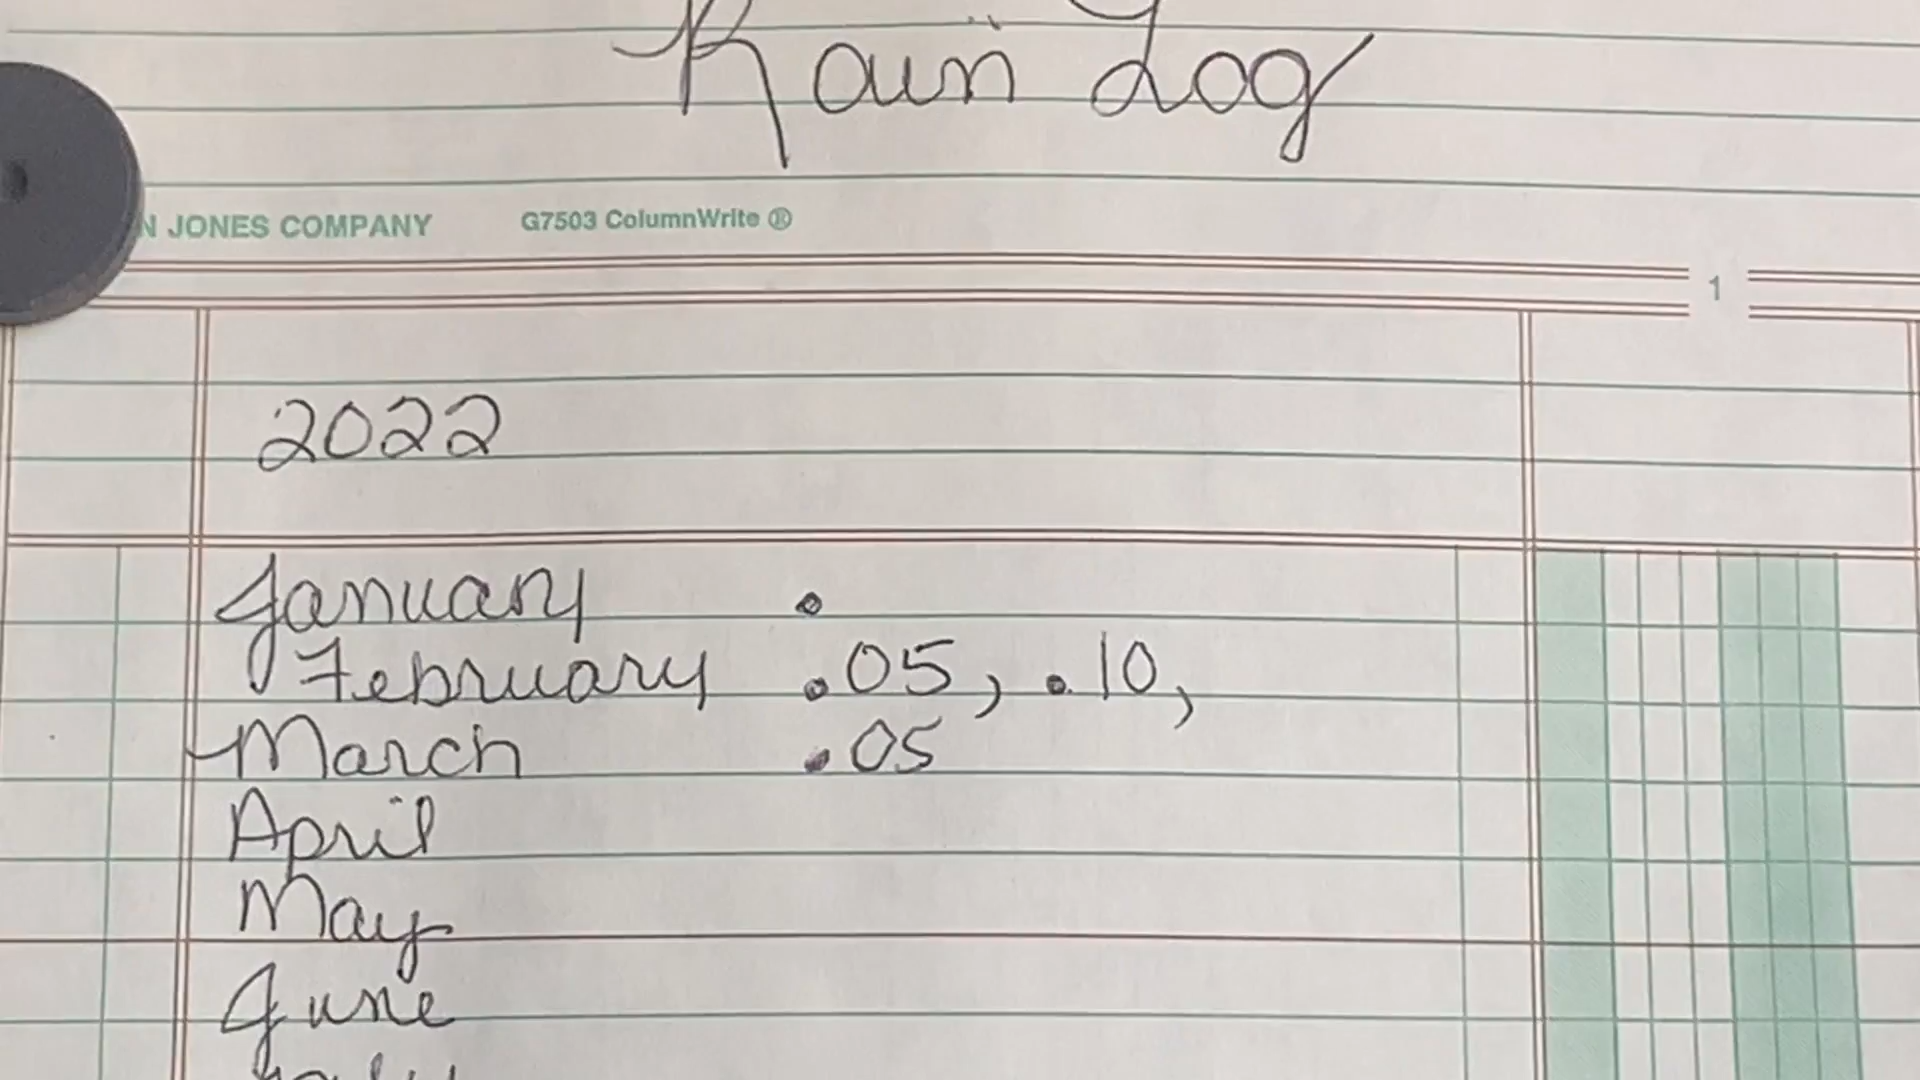 Rain Log
N JONES COMPANY G7503 ColumnWrite ®
1
2022
January .
February .05, .10,
March .05
April
May
June